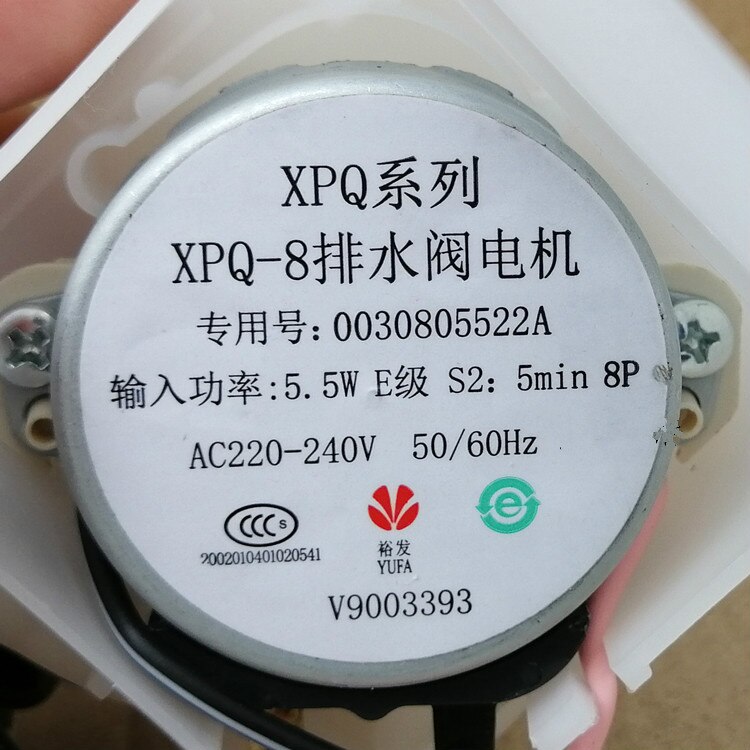 XPQ系列
XPQ-8排水阀电机
专用号:0030805522A
输入功率:5.5W E级 S2: 5min 8P
AC220-240V 50/60Hz
CCC S
e
2002010401020541
裕发
YUFA
V9003393